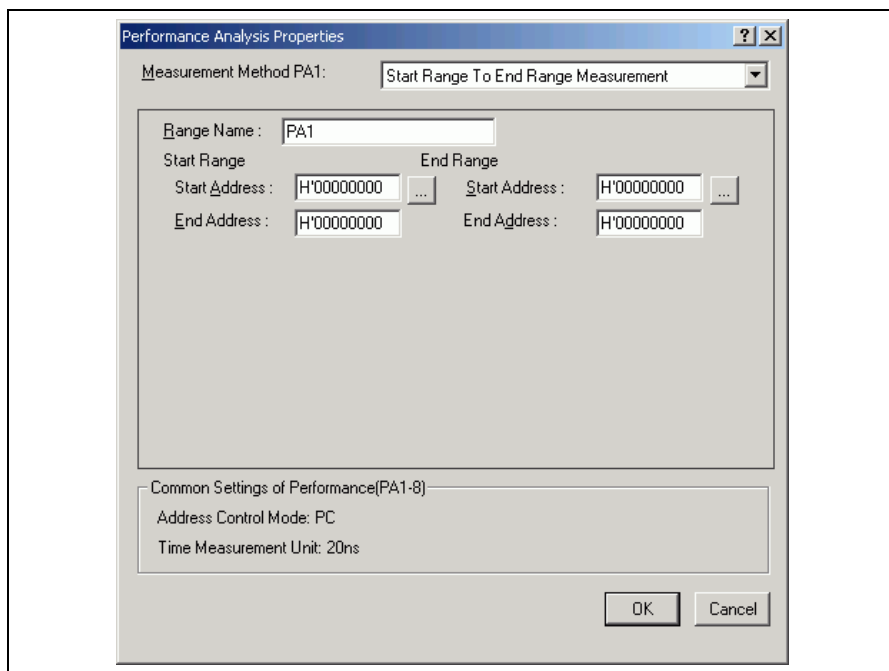 Performance Analysis Properties
Measurement Method PA1: Start Range To End Range Measurement
Range Name : PA1
Start Range End Range
Start Address : H'00000000 ... Start Address : H'00000000 ...
End Address : H'00000000 End Address : H'00000000
Common Settings of Performance(PA1-8)
Address Control Mode: PC
Time Measurement Unit: 20ns
OK Cancel